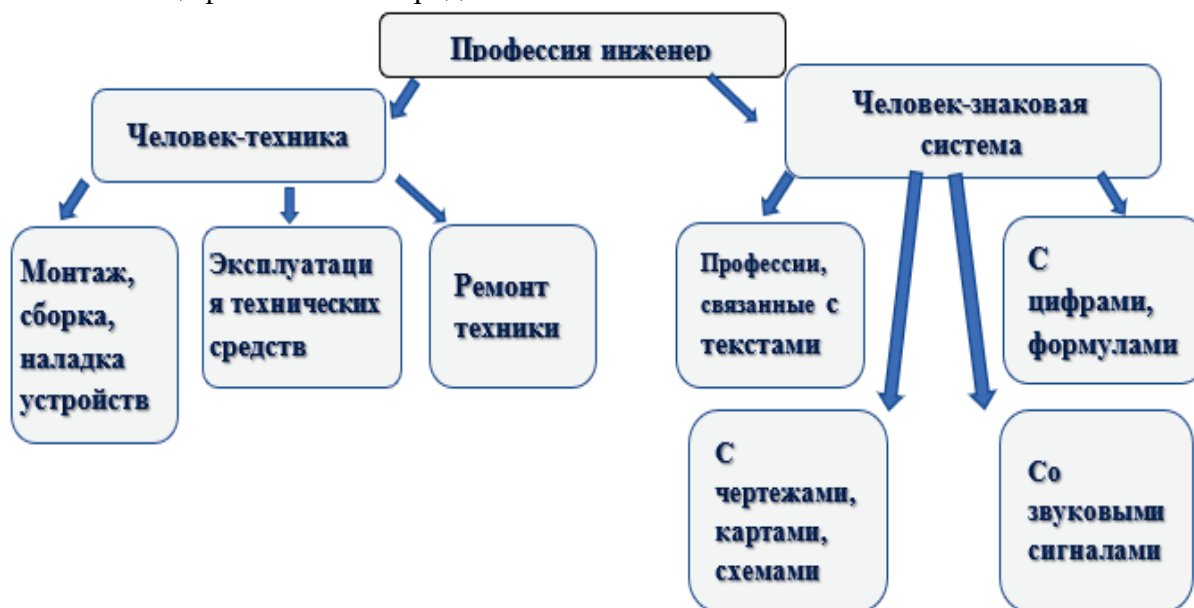 Профессия инженер
Человек-техника
Человек-знаковая
система
Монтаж,
сборка,
наладка
устройств
Эксплуатаци
я технических
средств
Ремонт
техники
Профессии,
связанные с
текстами
С
цифрами,
формулами
С
чертежами,
картами,
схемами
Со
звуковыми
сигналами